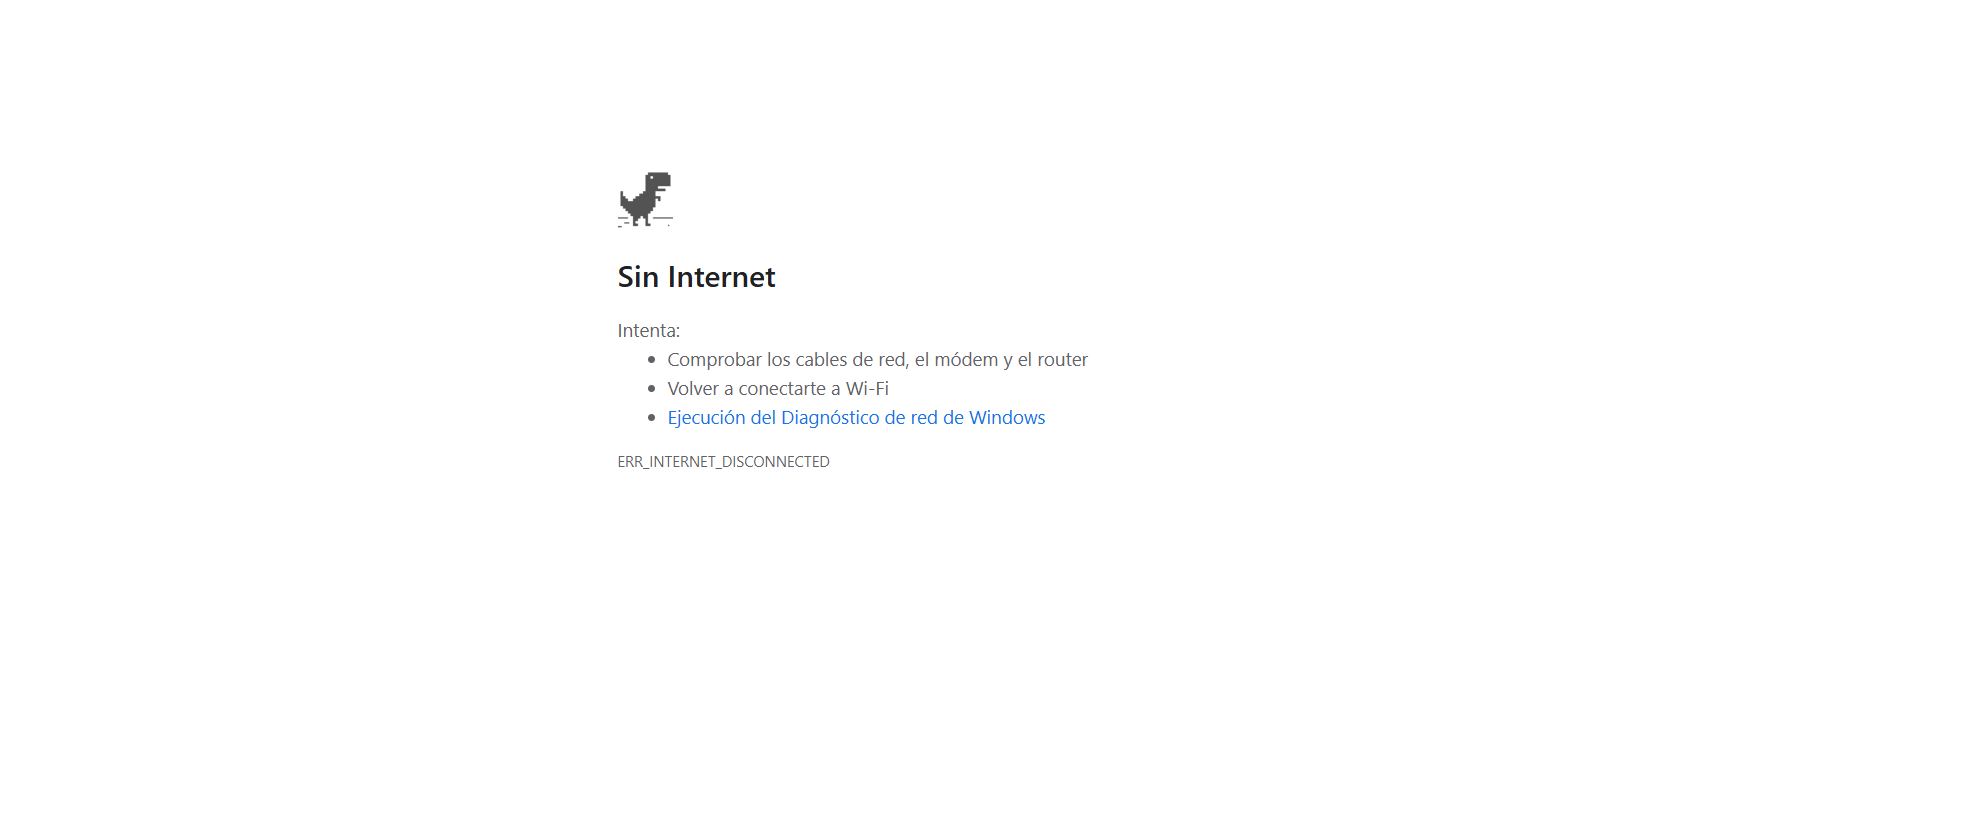 Sin Internet
Intenta:
Comprobar los cables de red, el módem y el router
Volver a conectarte a Wi-Fi
Ejecución del Diagnóstico de red de Windows
ERR_INTERNET_DISCONNECTED